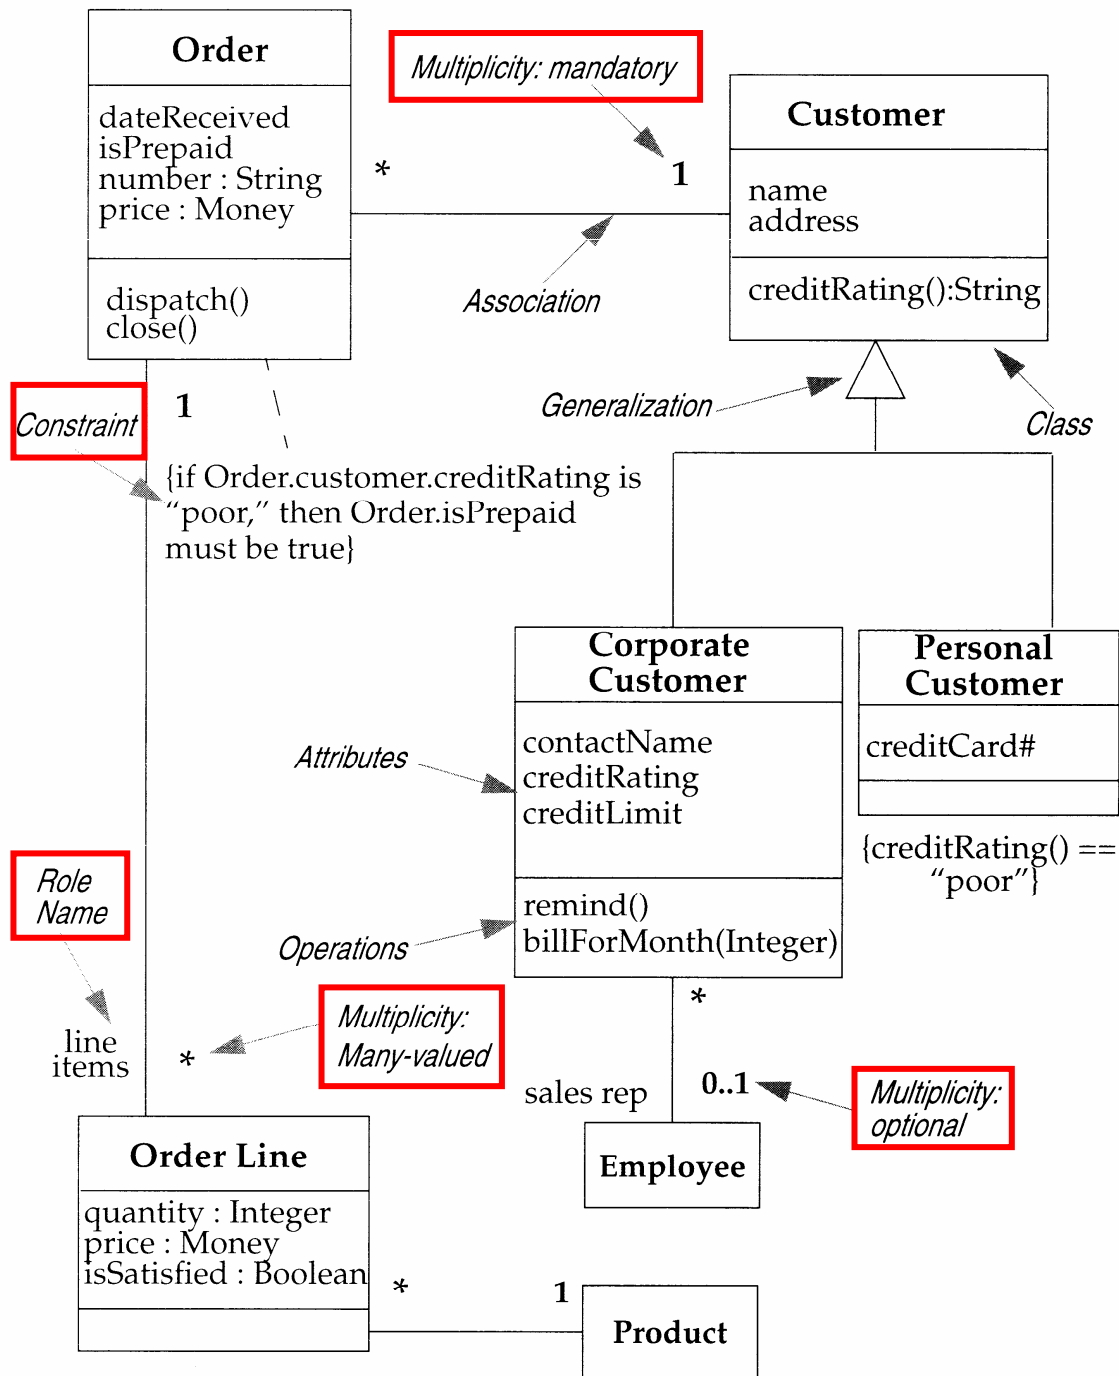 Order
dateReceived
isPrepaid
number : String
price : Money
dispatch()
close()
Multiplicity: mandatory
*
1
Association
Customer
name
address
creditRating():String
Generalization
Class
Constraint
1
{if Order.customer.creditRating is
“poor,” then Order.isPrepaid
must be true}
Corporate
Customer
contactName
creditRating
creditLimit
remind()
billForMonth(Integer)
Attributes
Operations
Personal
Customer
creditCard#
{creditRating() ==
“poor”}
Role
Name
line
items
*
Multiplicity:
Many-valued
*
sales rep
0..1
Multiplicity:
optional
Employee
Order Line
quantity : Integer
price : Money
isSatisfied : Boolean
*
1
Product